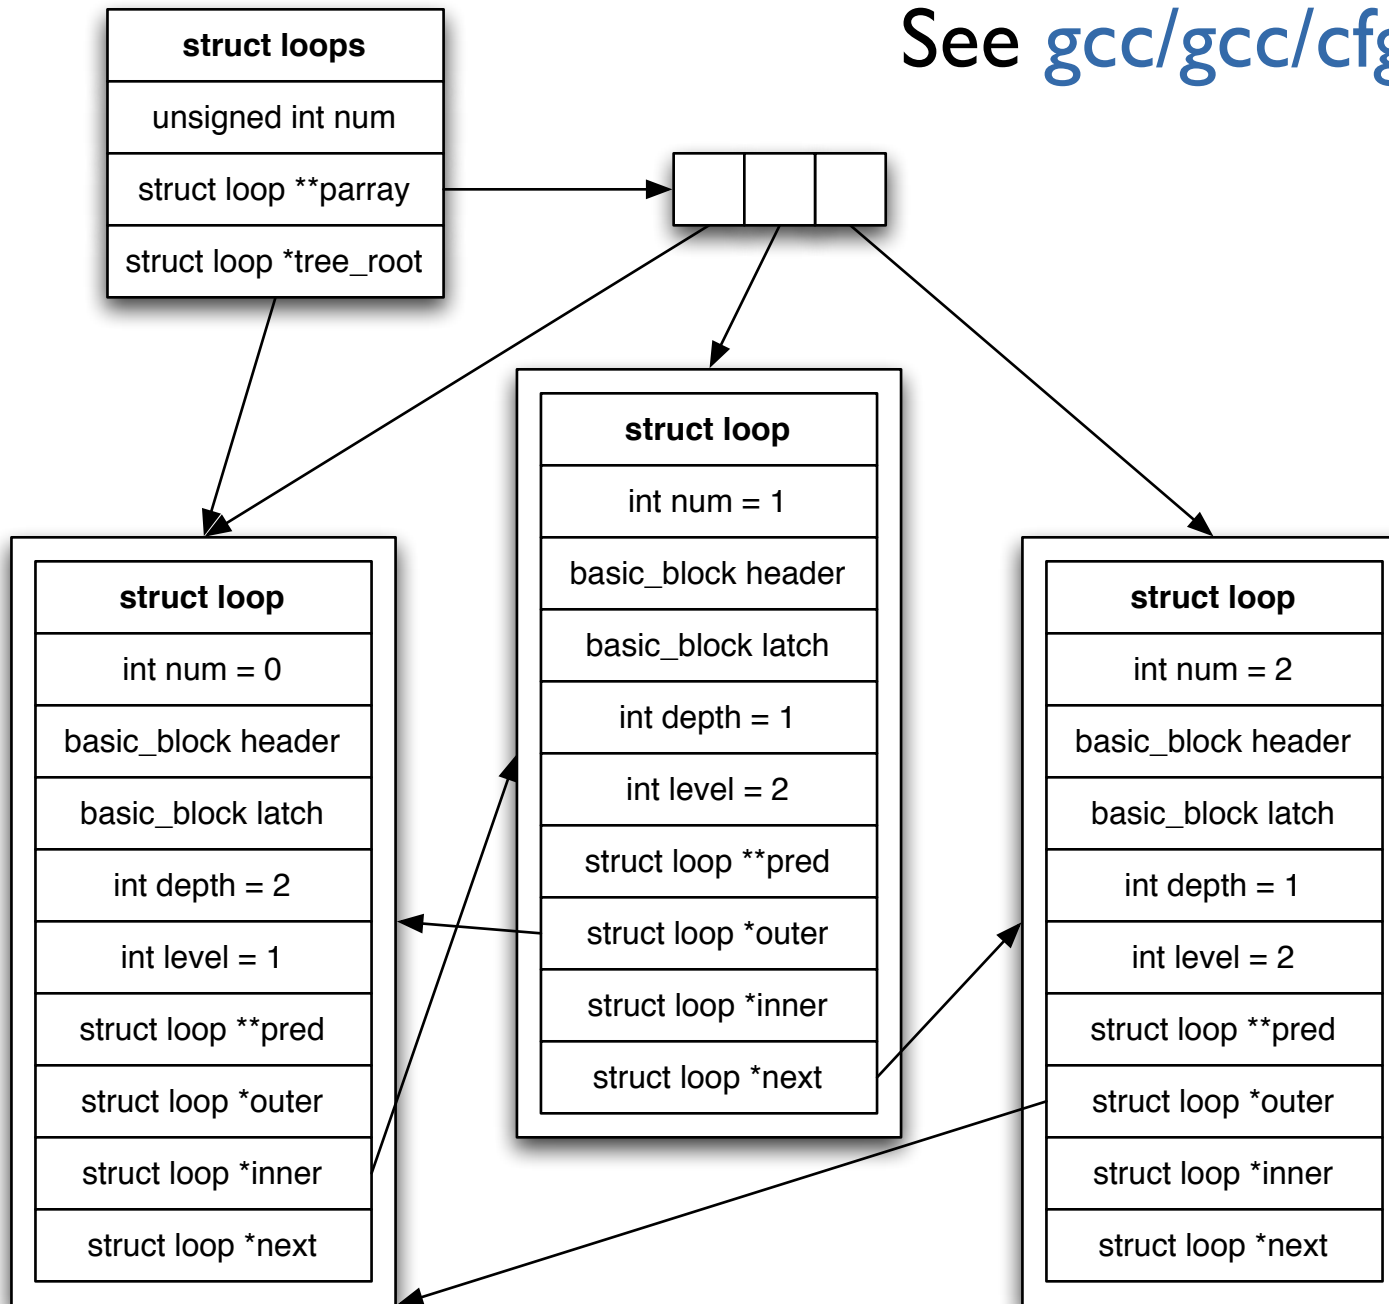 See gcc/gcc/cfg
struct loops
unsigned int num
struct loop **parray
struct loop *tree_root
struct loop
int num = 0
basic_block header
basic_block latch
int depth = 2
int level = 1
struct loop **pred
struct loop *outer
struct loop *inner
struct loop *next
struct loop
int num = 1
basic_block header
basic_block latch
int depth = 1
int level = 2
struct loop **pred
struct loop *outer
struct loop *inner
struct loop *next
struct loop
int num = 2
basic_block header
basic_block latch
int depth = 1
int level = 2
struct loop **pred
struct loop *outer
struct loop *inner
struct loop *next